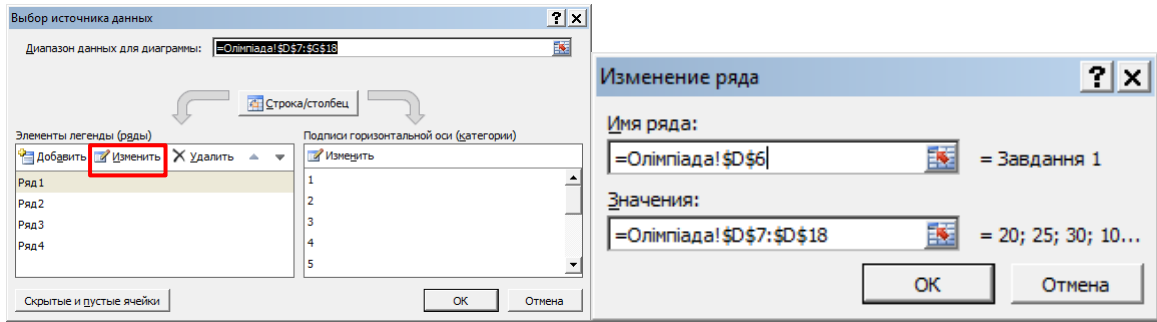 Выбор источника данных
Диапазон данных для диаграммы: =Олімпіада!$D$7:$G$18
Строка/столбец
Элементы легенды (ряды)
Добавить Изменить Удалить
Ряд1
Ряд2
Ряд3
Ряд4
Подписи горизонтальной оси (категории)
Изменить
1
2
3
4
5
Скрытые и пустые ячейки
ОК Отмена
Изменение ряда
Имя ряда:
=Олімпіада!$D$6 = Завдання 1
Значения:
=Олімпіада!$D$7:$D$18 = 20; 25; 30; 10...
ОК Отмена